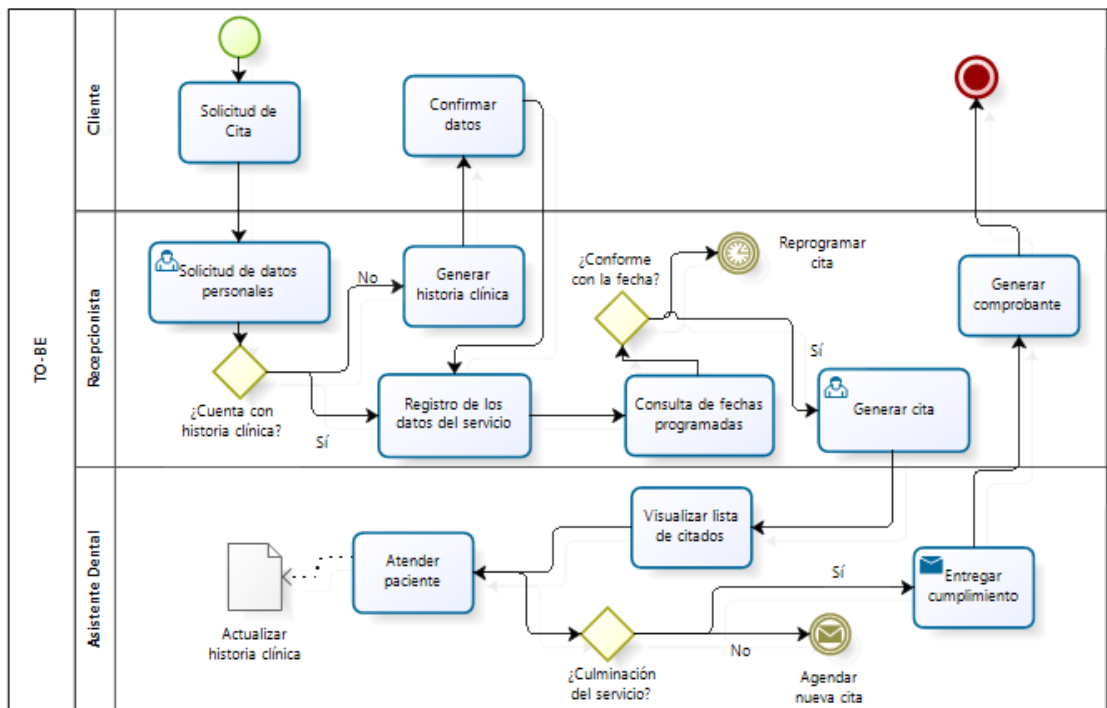 TO-BE
Cliente
Solicitud de
Cita
Confirmar
datos
Recepcionista
Solicitud de datos
personales
No
Generar
historia clínica
¿Conforme
con la fecha?
Reprogramar
cita
Generar
comprobante
¿Cuenta con
historia clínica?
Sí
Registro de los
datos del servicio
Consulta de fechas
programadas
Sí
Generar cita
Asistente Dental
Visualizar lista
de citados
Atender
paciente
Actualizar
historia clínica
¿Culminación
del servicio?
Sí
No
Agendar
nueva cita
Entregar
cumplimiento